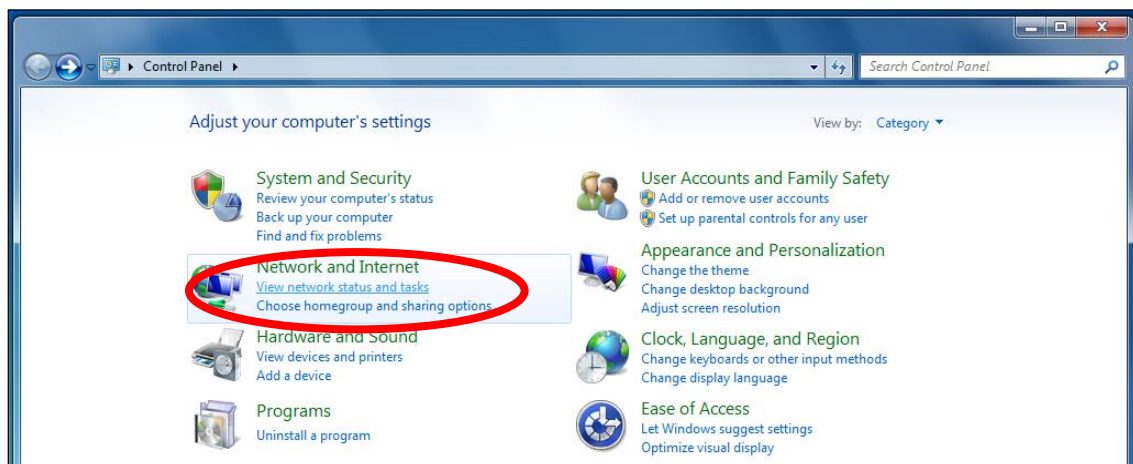 Control Panel
Search Control Panel
Adjust your computer's settings
View by: Category
System and Security
Review your computer's status
Back up your computer
Find and fix problems
Network and Internet
View network status and tasks
Choose homegroup and sharing options
Hardware and Sound
View devices and printers
Add a device
Programs
Uninstall a program
User Accounts and Family Safety
Add or remove user accounts
Set up parental controls for any user
Appearance and Personalization
Change the theme
Change desktop background
Adjust screen resolution
Clock, Language, and Region
Change keyboards or other input methods
Change display language
Ease of Access
Let Windows suggest settings
Optimize visual display